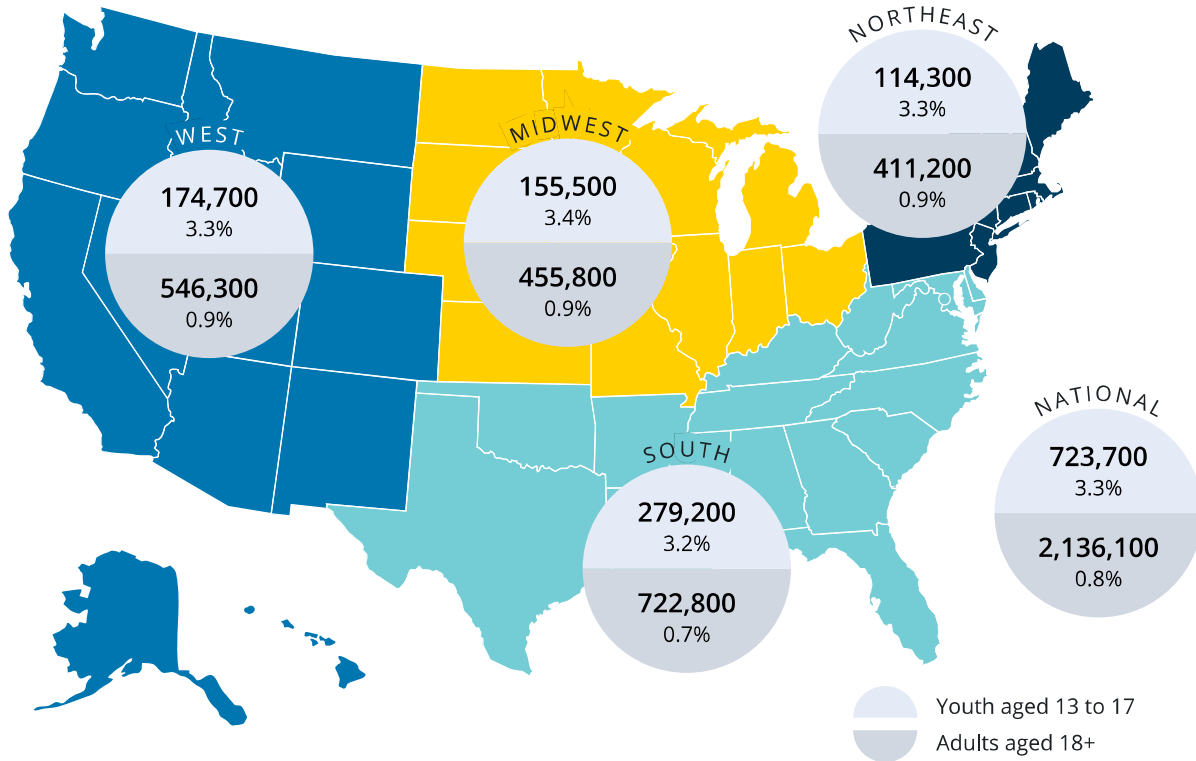 NORTHEAST
114,300
3.3%
411,200
0.9%
WEST
174,700
3.3%
546,300
0.9%
MIDWEST
155,500
3.4%
455,800
0.9%
SOUTH
279,200
3.2%
722,800
0.7%
NATIONAL
723,700
3.3%
2,136,100
0.8%
Youth aged 13 to 17
Adults aged 18+